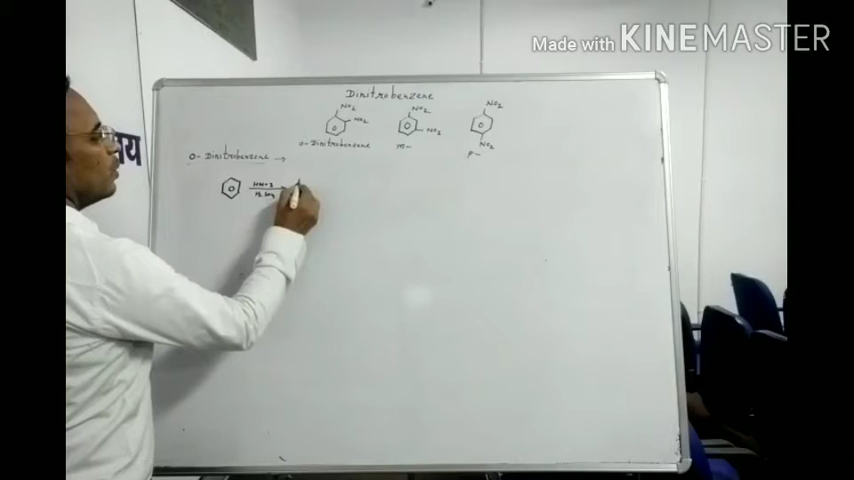 Made with KINEMASTER
Dinitrobenzene
NO2 NO2 NO2
NO2 NO2
o-Dinitrobenzene m- NO2
p-
O- Dinitrobenzene →
HNO3
H2SO4